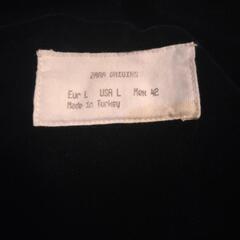 ZARA ORIGINS
Eur L USA L Mex 42
Made in Turkey